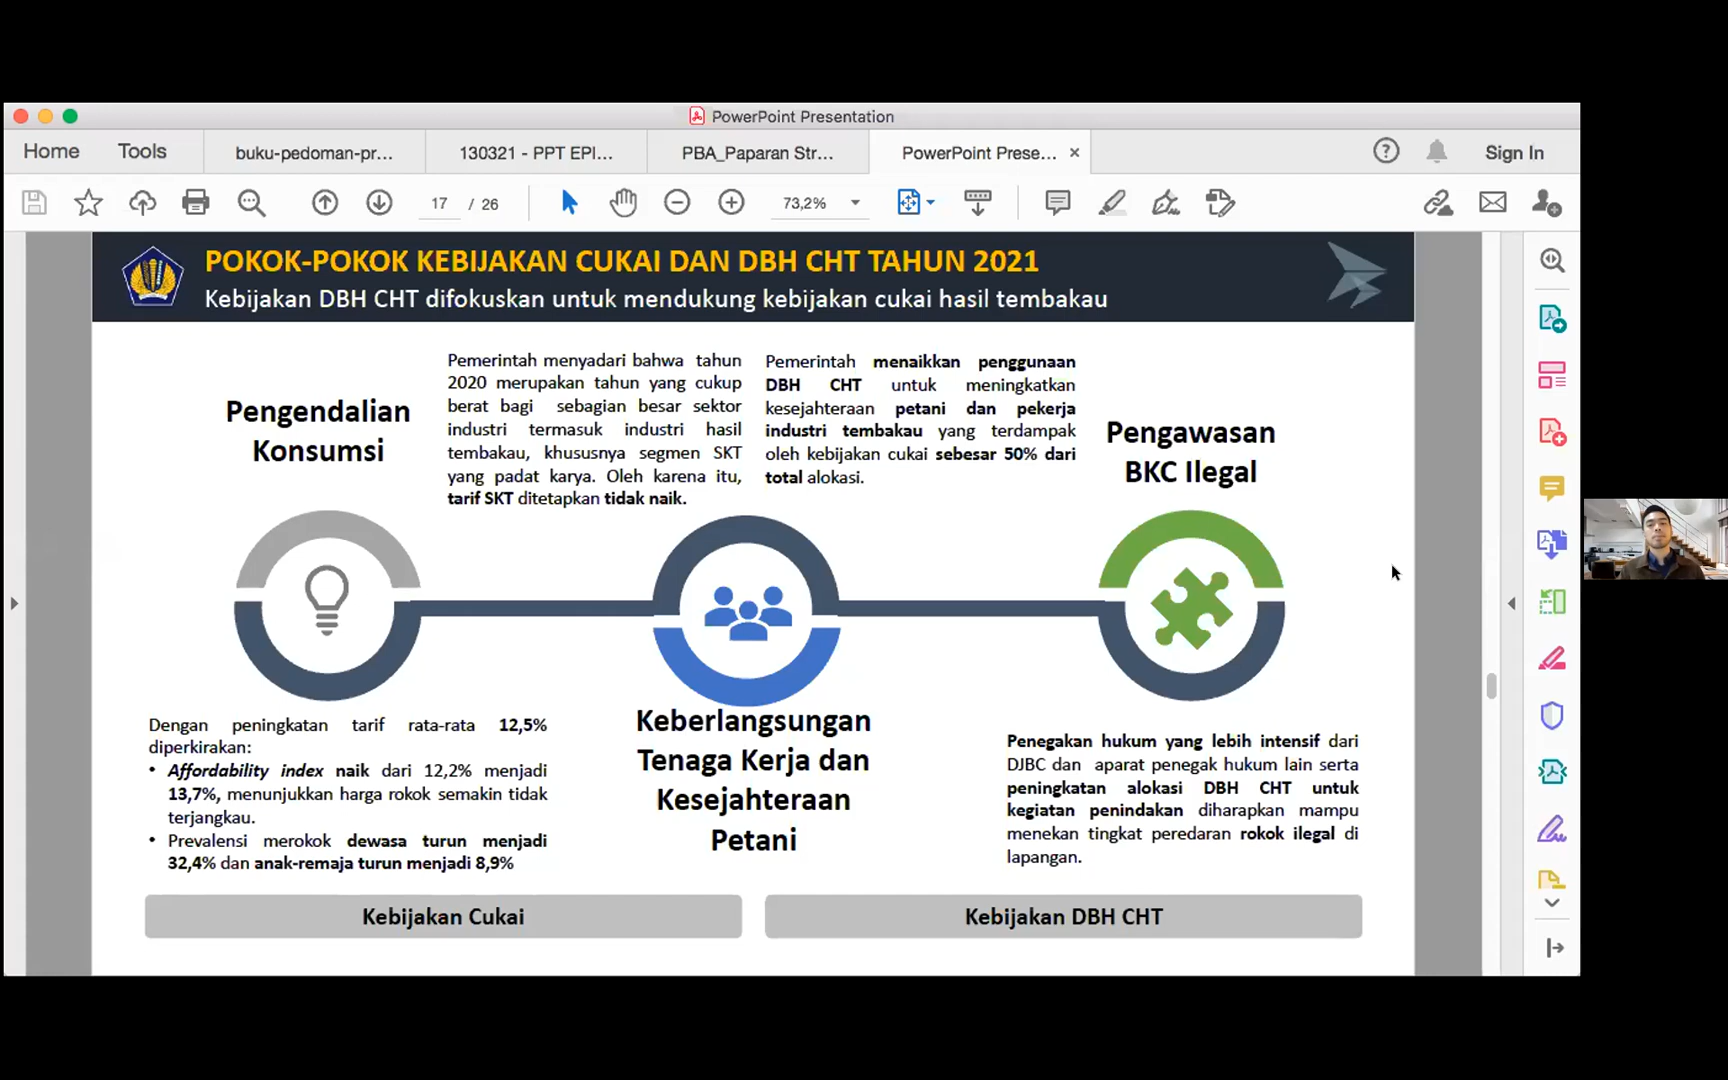 PowerPoint Presentation
Home
Tools
buku-pedoman-pr...
130321 - PPT EPI...
PBA_Paparan Str...
PowerPoint Prese...
Sign In
17 / 26
73,2%
POKOK-POKOK KEBIJAKAN CUKAI DAN DBH CHT TAHUN 2021
Kebijakan DBH CHT difokuskan untuk mendukung kebijakan cukai hasil tembakau
Pengendalian
Konsumsi
Pemerintah menyadari bahwa tahun
2020 merupakan tahun yang cukup
berat bagi sebagian besar sektor
industri termasuk industri hasil
tembakau, khususnya segmen SKT
yang padat karya. Oleh karena itu,
tarif SKT ditetapkan tidak naik.
Pemerintah menaikkan penggunaan
DBH CHT untuk meningkatkan
kesejahteraan petani dan pekerja
industri tembakau yang terdampak
oleh kebijakan cukai sebesar 50% dari
total alokasi.
Pengawasan
BKC Ilegal
Dengan peningkatan tarif rata-rata 12,5%
diperkirakan:
• Affordability index naik dari 12,2% menjadi
13,7%, menunjukkan harga rokok semakin tidak
terjangkau.
• Prevalensi merokok dewasa turun menjadi
32,4% dan anak-remaja turun menjadi 8,9%
Keberlangsungan
Tenaga Kerja dan
Kesejahteraan
Petani
Penegakan hukum yang lebih intensif dari
DJBC dan aparat penegak hukum lain serta
peningkatan alokasi DBH CHT untuk
kegiatan penindakan diharapkan mampu
menekan tingkat peredaran rokok ilegal di
lapangan.
Kebijakan Cukai
Kebijakan DBH CHT